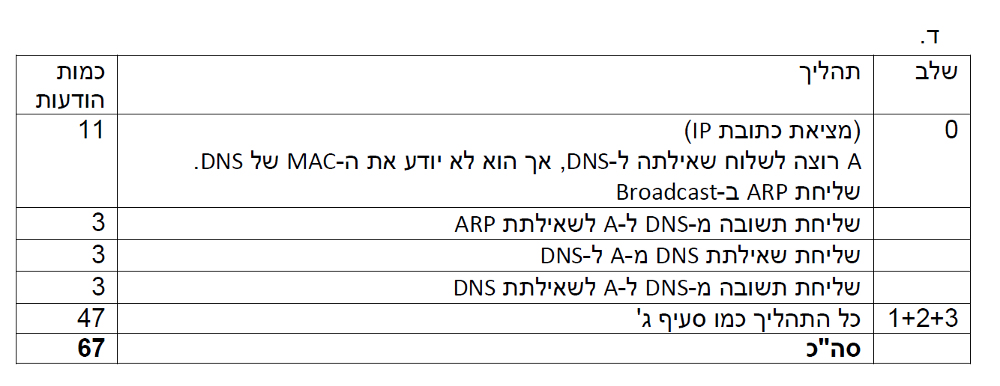 ד.
שלב תהליך כמות הודעות
0 (מציאת כתובת IP) 11
A רוצה לשלוח שאילתה ל-DNS, אך הוא לא יודע את ה-MAC של DNS.
שליחת ARP ב-Broadcast
שליחת תשובה מ-DNS ל-A לשאילתת ARP 3
שליחת שאילתת DNS מ-A ל-DNS 3
שליחת תשובה מ-DNS ל-A לשאילתת DNS 3
1+2+3 כל התהליך כמו סעיף ג' 47
סה"כ 67